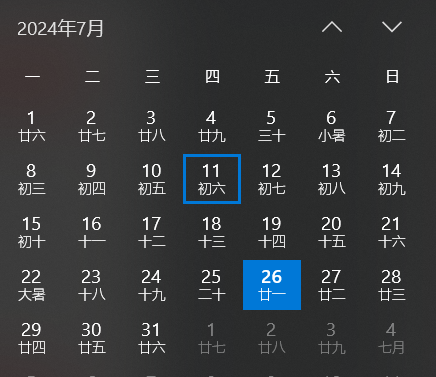 2024年7月
一 二 三 四 五 六 日
1 2 3 4 5 6 7
廿六 廿七 廿八 廿九 三十 小暑 初二
8 9 10 11 12 13 14
初三 初四 初五 初六 初七 初八 初九
15 16 17 18 19 20 21
初十 十一 十二 十三 十四 十五 十六
22 23 24 25 26 27 28
大暑 十八 十九 二十 廿一 廿二 廿三
29 30 31 1 2 3 4
廿四 廿五 廿六 廿七 廿八 廿九 七月